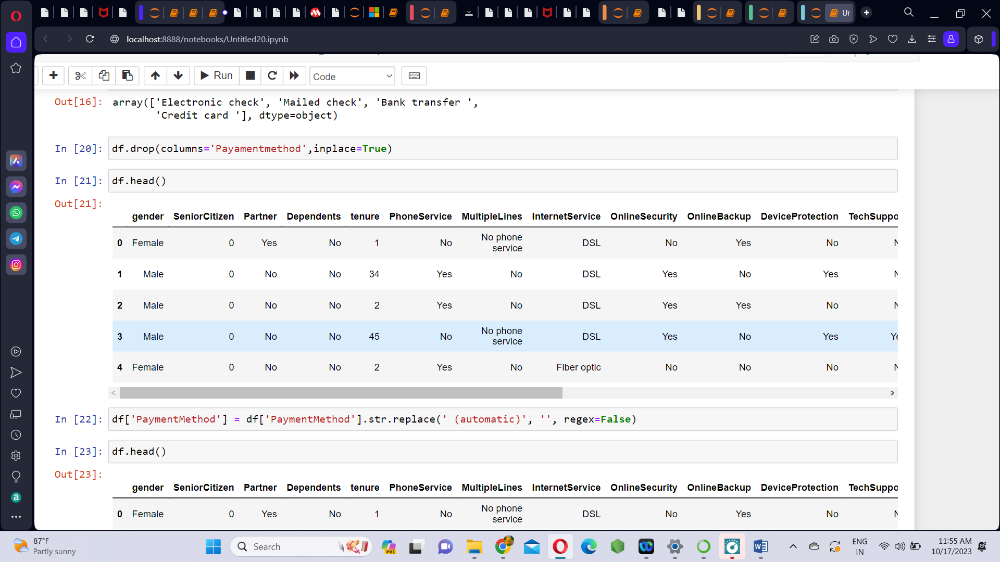 Ur
localhost:8888/notebooks/Untitled20.ipynb
Run
Code
Out[16]: array(['Electronic check', 'Mailed check', 'Bank transfer ',
'Credit card '], dtype=object)
In [20]: df.drop(columns='Payamentmethod',inplace=True)
In [21]: df.head()
Out[21]:
gender SeniorCitizen Partner Dependents tenure PhoneService MultipleLines InternetService OnlineSecurity OnlineBackup DeviceProtection TechSuppo
0 Female 0 Yes No 1 No No phone service DSL No Yes No N
1 Male 0 No No 34 Yes No DSL Yes No Yes N
2 Male 0 No No 2 Yes No DSL Yes Yes No N
3 Male 0 No No 45 No No phone service DSL Yes No Yes Ye
4 Female 0 No No 2 Yes No Fiber optic No No No N
In [22]: df['PaymentMethod'] = df['PaymentMethod'].str.replace(' (automatic)', '', regex=False)
In [23]: df.head()
Out[23]:
gender SeniorCitizen Partner Dependents tenure PhoneService MultipleLines InternetService OnlineSecurity OnlineBackup DeviceProtection TechSuppo
0 Female 0 Yes No 1 No No phone service DSL No Yes No N
87°F
Partly sunny
Search
PRE
ENG
IN
11:55 AM
10/17/2023